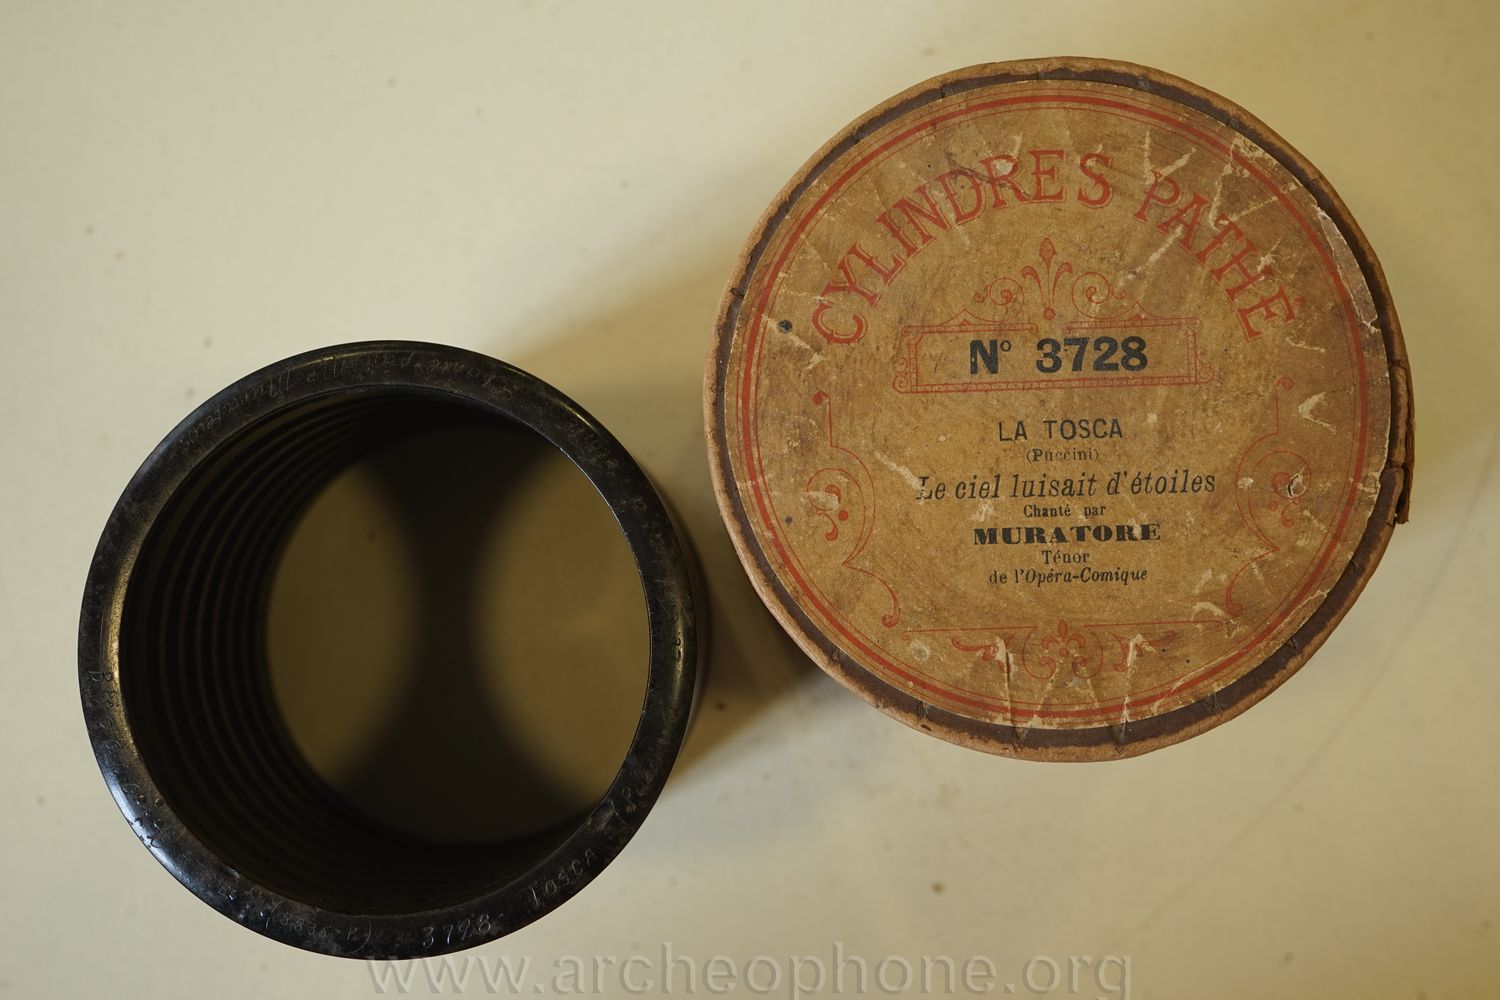 CYLINDRES PATHÉ
Nº 3728
LA TOSCA
(Puccini)
Le ciel luisait d'étoiles
Chanté par
MURATORE
Ténor
de l'Opéra-Comique
3728 - TOSCA
www.archeophone.org